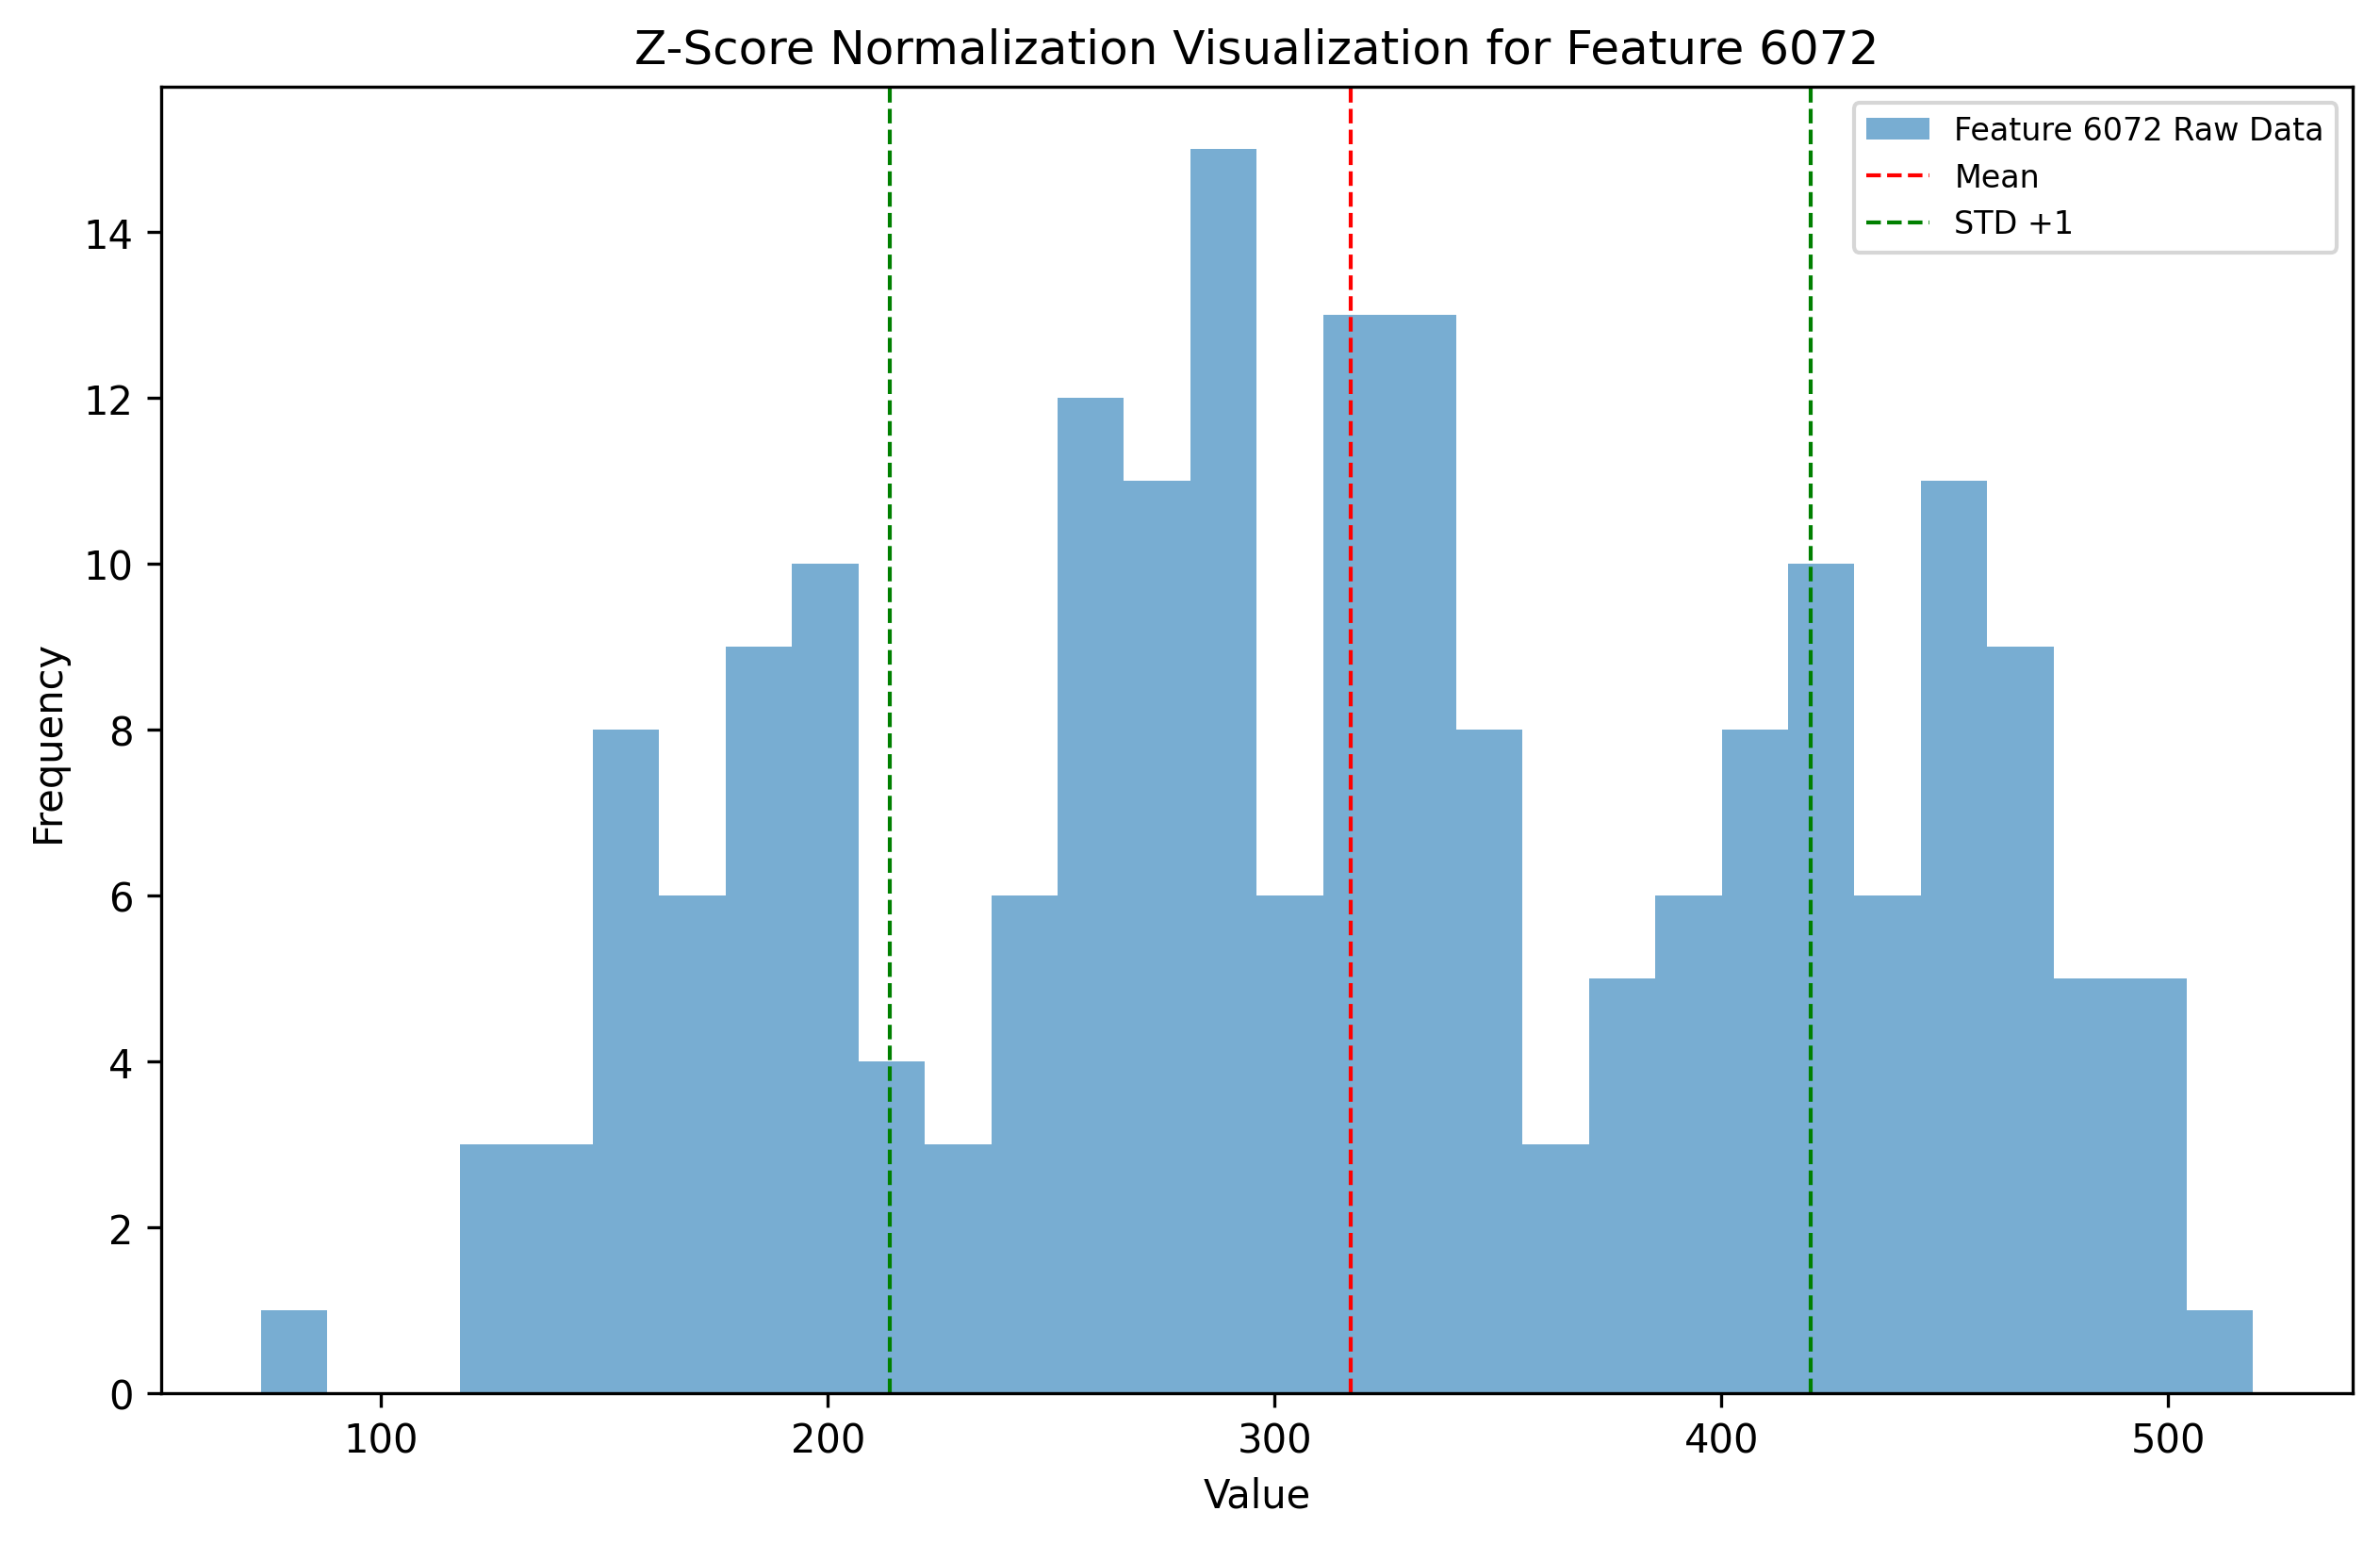 Z-Score Normalization Visualization for Feature 6072
Feature 6072 Raw Data
Mean
STD +1
14
12
10
8
6
4
2
0
Frequency
100 200 300 400 500
Value